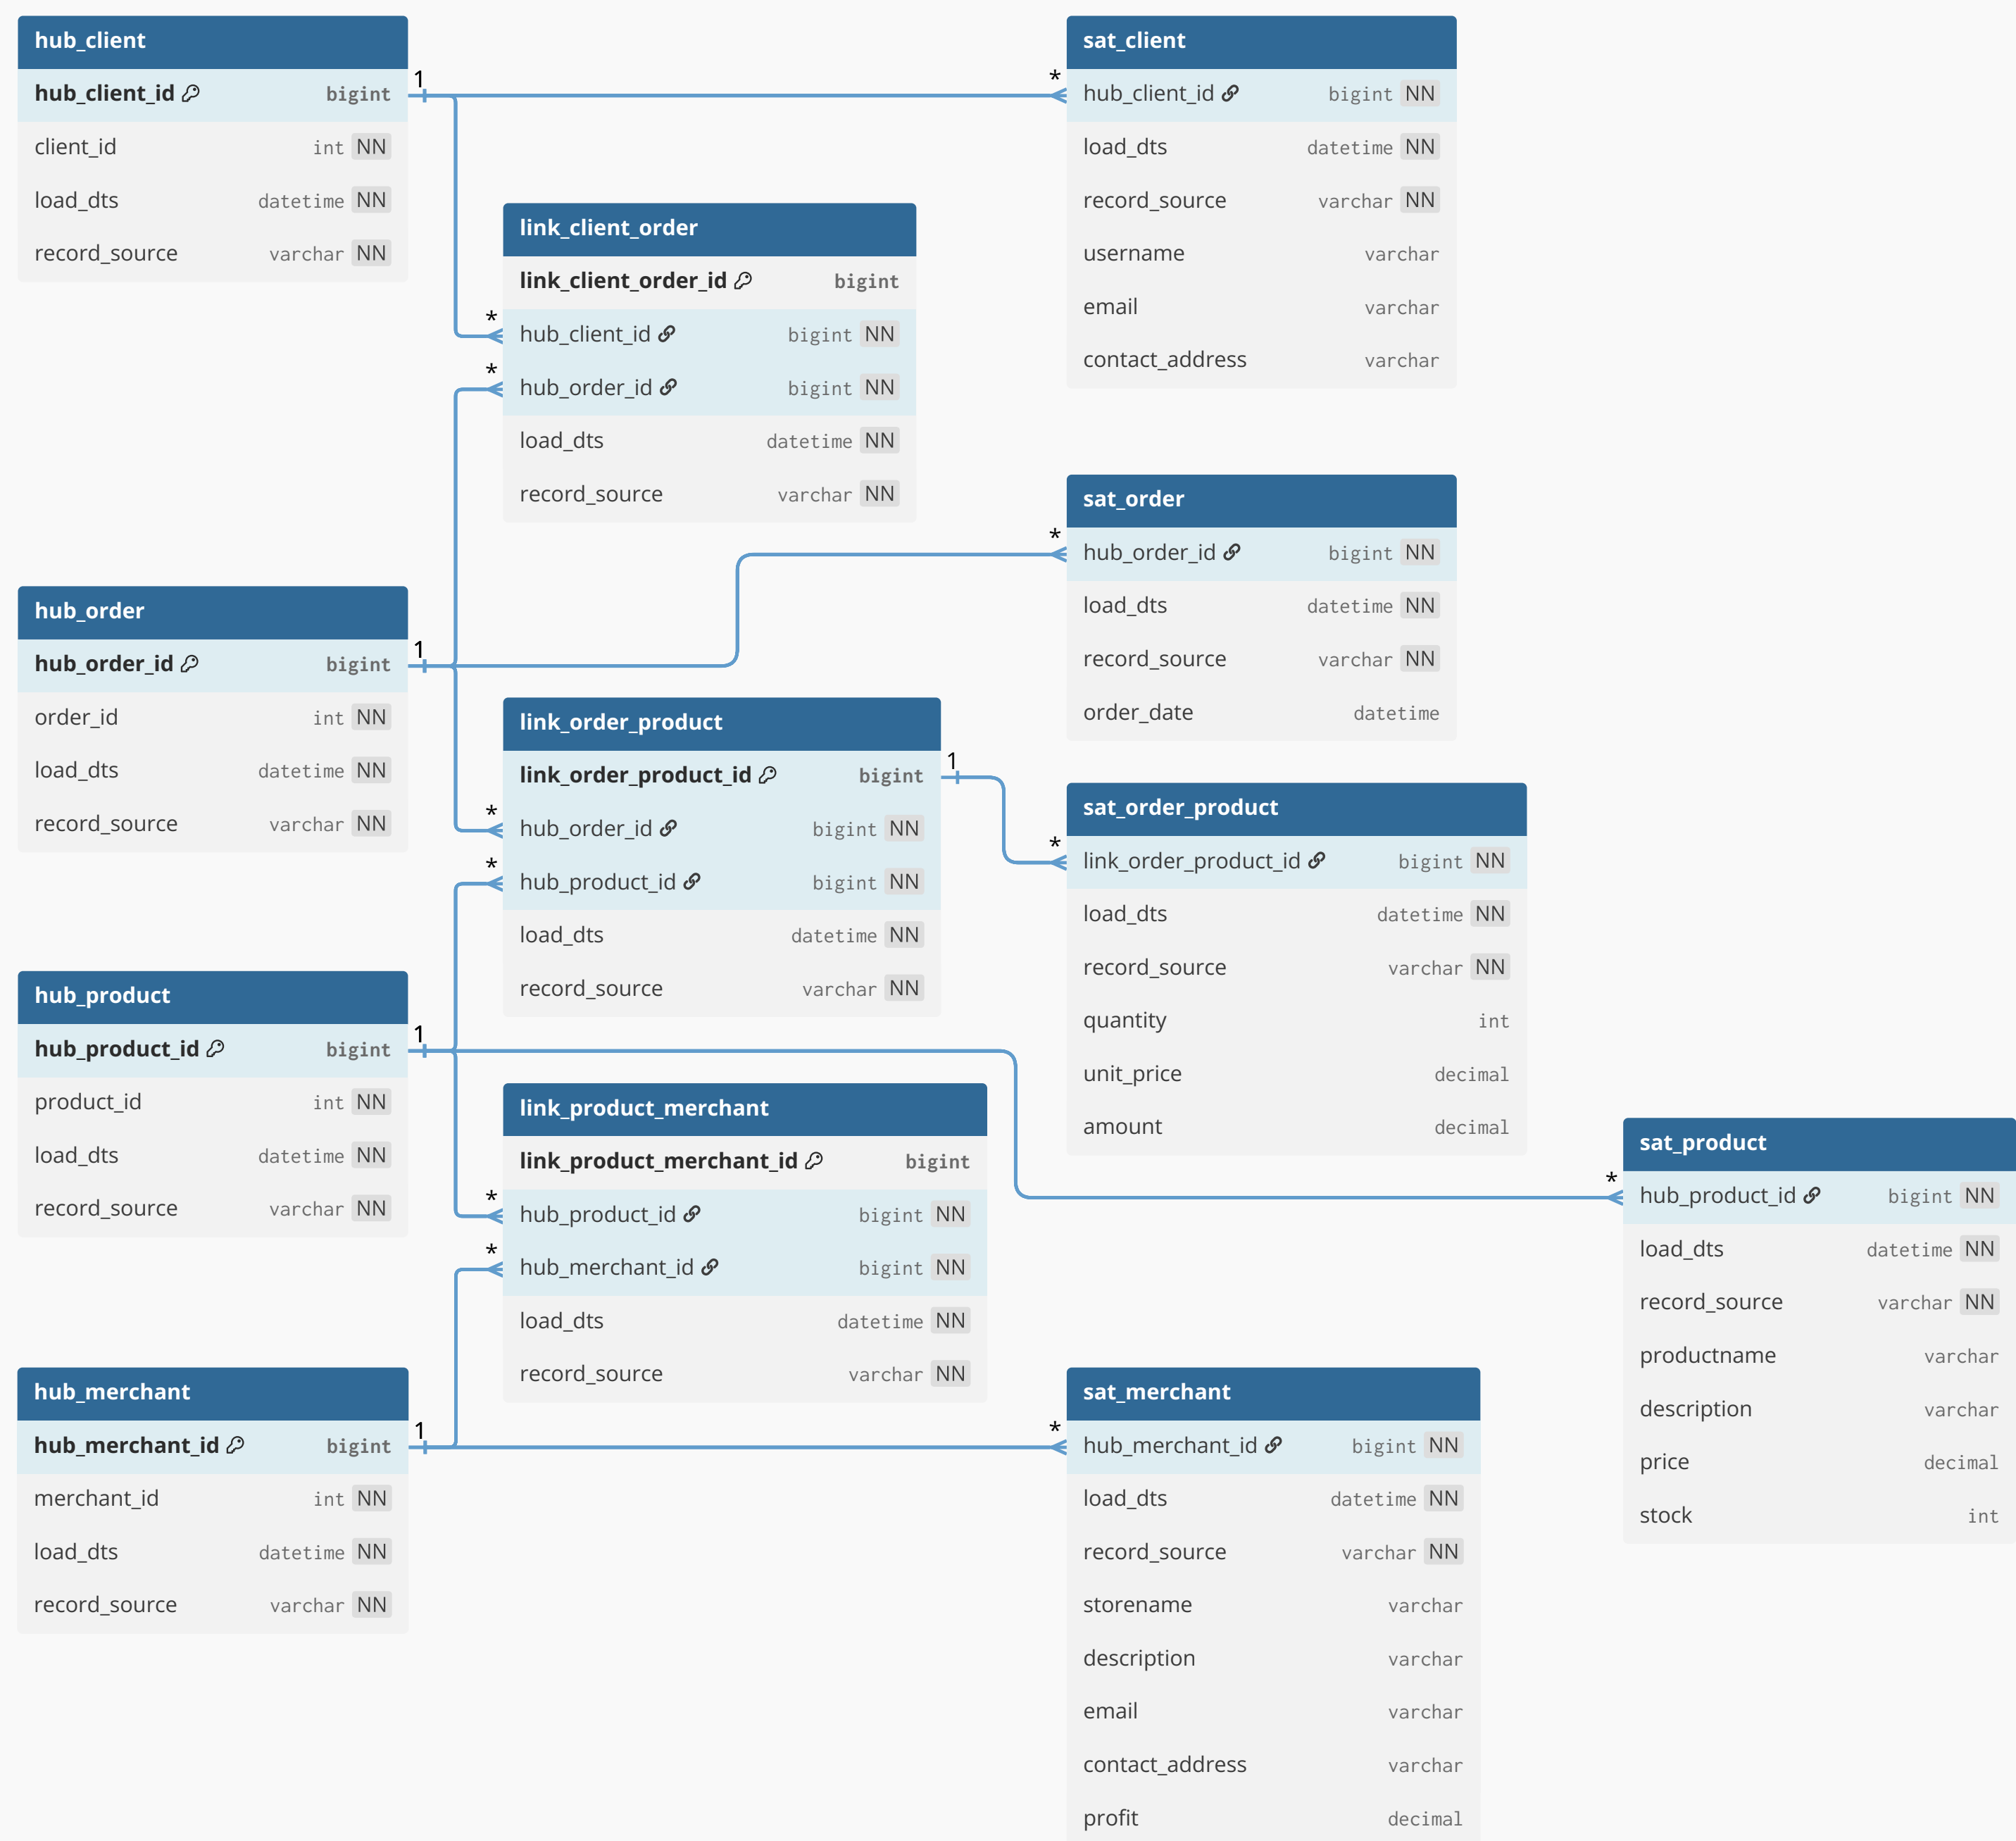 hub_client
hub_client_id bigint
client_id int NN
load_dts datetime NN
record_source varchar NN
1
*
sat_client
hub_client_id bigint NN
load_dts datetime NN
record_source varchar NN
username varchar
email varchar
contact_address varchar
link_client_order
link_client_order_id bigint
* hub_client_id bigint NN
* hub_order_id bigint NN
load_dts datetime NN
record_source varchar NN
*
sat_order
hub_order_id bigint NN
load_dts datetime NN
record_source varchar NN
order_date datetime
hub_order
hub_order_id bigint
order_id int NN
load_dts datetime NN
record_source varchar NN
1
link_order_product
link_order_product_id bigint
* hub_order_id bigint NN
* hub_product_id bigint NN
load_dts datetime NN
record_source varchar NN
1
*
sat_order_product
link_order_product_id bigint NN
load_dts datetime NN
record_source varchar NN
quantity int
unit_price decimal
amount decimal
hub_product
hub_product_id bigint
product_id int NN
load_dts datetime NN
record_source varchar NN
1
link_product_merchant
link_product_merchant_id bigint
* hub_product_id bigint NN
* hub_merchant_id bigint NN
load_dts datetime NN
record_source varchar NN
*
sat_product
hub_product_id bigint NN
load_dts datetime NN
record_source varchar NN
productname varchar
description varchar
price decimal
stock int
hub_merchant
hub_merchant_id bigint
merchant_id int NN
load_dts datetime NN
record_source varchar NN
1
*
sat_merchant
hub_merchant_id bigint NN
load_dts datetime NN
record_source varchar NN
storename varchar
description varchar
email varchar
contact_address varchar
profit decimal